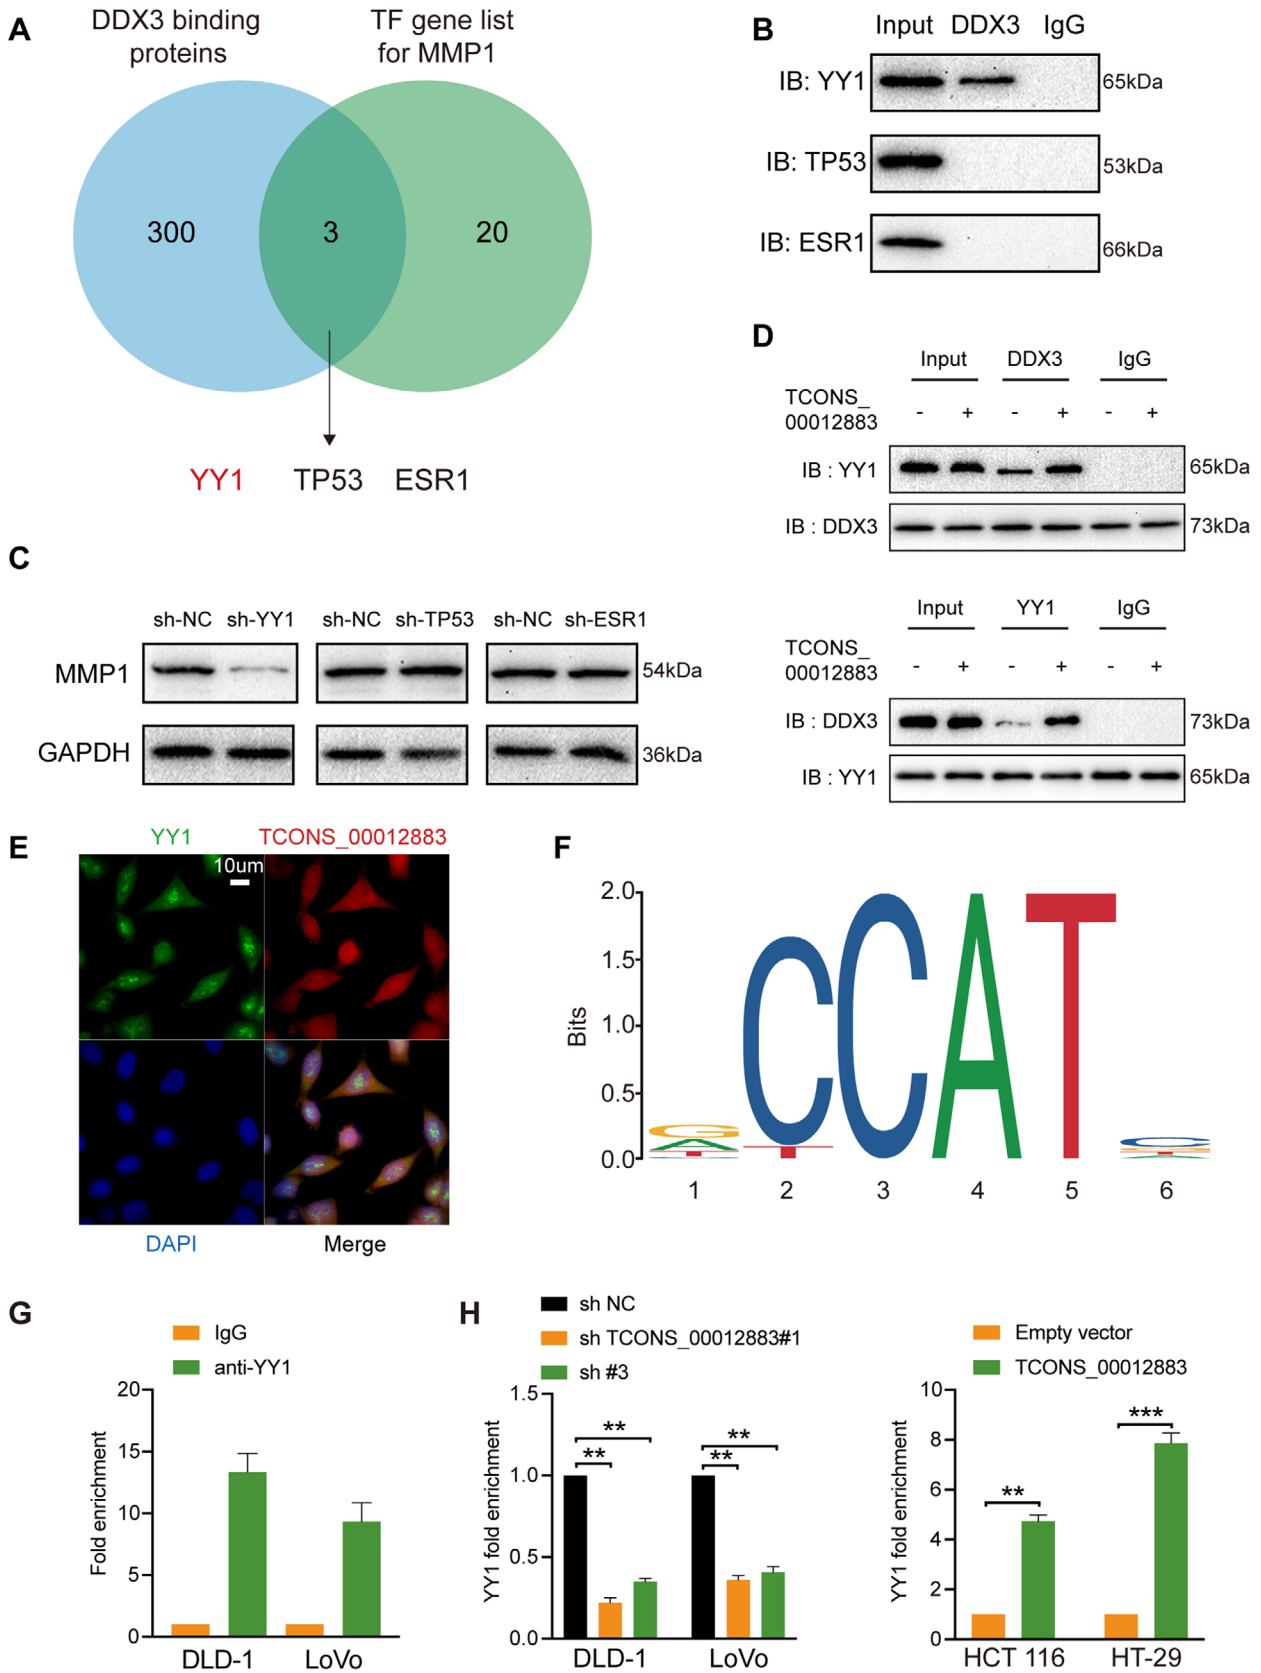 A
DDX3 binding
proteins
TF gene list
for MMP1
300
3
20
YY1
TP53
ESR1
B
Input
DDX3
IgG
IB: YY1
65kDa
IB: TP53
53kDa
IB: ESR1
66kDa
C
sh-NC
sh-YY1
sh-NC
sh-TP53
sh-NC
sh-ESR1
MMP1
54kDa
GAPDH
36kDa
D
Input
DDX3
IgG
TCONS_
00012883
- + - + - +
IB : YY1
65kDa
IB : DDX3
73kDa
Input
YY1
IgG
TCONS_
00012883
- + - + - +
IB : DDX3
73kDa
IB : YY1
65kDa
E
YY1
TCONS_00012883
10um
DAPI
Merge
F
Bits
2.0
1.5
1.0
0.5
0.0
G A T
C T
C
A
T
C G T A
1 2 3 4 5 6
G
IgG
anti-YY1
Fold enrichment
20
15
10
5
0
DLD-1
LoVo
H
sh NC
sh TCONS_00012883#1
sh #3
YY1 fold enrichment
1.5
1.0
0.5
0.0
**
**
**
**
DLD-1
LoVo
Empty vector
TCONS_00012883
YY1 fold enrichment
10
8
6
4
2
0
**
***
HCT 116
HT-29